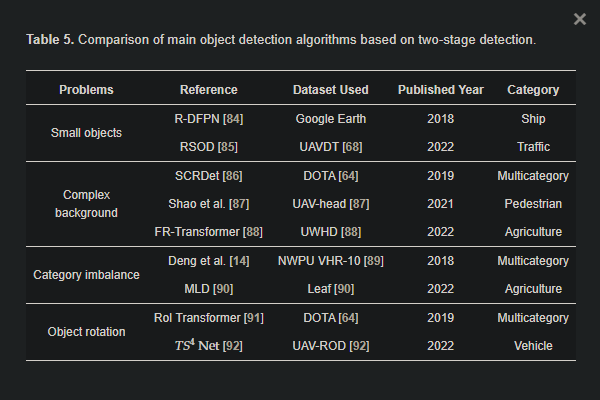 ×
Table 5. Comparison of main object detection algorithms based on two-stage detection.
Problems Reference Dataset Used Published Year Category
Small objects R-DFPN [84] Google Earth 2018 Ship
RSOD [85] UAVDT [68] 2022 Traffic
Complex background SCRDet [86] DOTA [64] 2019 Multicategory
Shao et al. [87] UAV-head [87] 2021 Pedestrian
FR-Transformer [88] UWHD [88] 2022 Agriculture
Category imbalance Deng et al. [14] NWPU VHR-10 [89] 2018 Multicategory
MLD [90] Leaf [90] 2022 Agriculture
Object rotation RoI Transformer [91] DOTA [64] 2019 Multicategory
TS⁴ Net [92] UAV-ROD [92] 2022 Vehicle